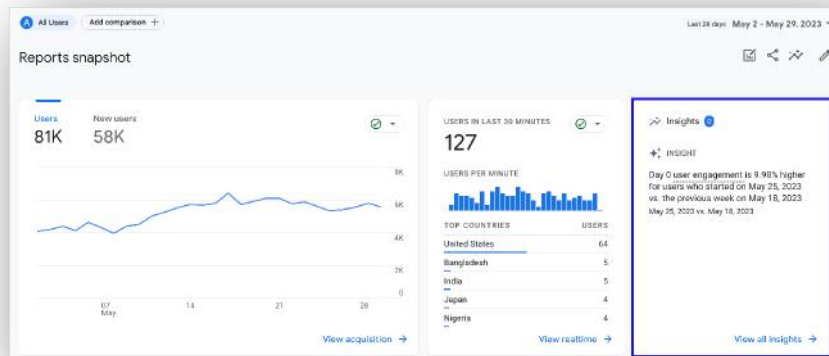 A All Users Add comparison +
Last 28 days May 2 – May 29, 2023
Reports snapshot
Users New users
81K 58K
8K
6K
4K
2K
0
07 14 21 28
May
View acquisition →
USERS IN LAST 30 MINUTES
127
USERS PER MINUTE
TOP COUNTRIES USERS
United States 64
Bangladesh 5
India 5
Japan 4
Nigeria 4
View realtime →
Insights 0
INSIGHT
Day 0 user engagement is 9.98% higher
for users who started on May 25, 2023
vs. the previous week on May 18, 2023
May 25, 2023 vs. May 18, 2023
View all insights →